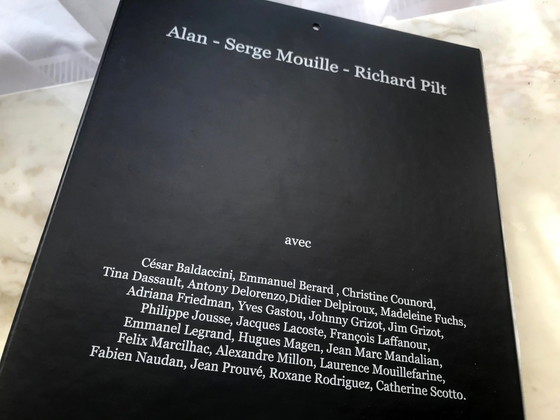 Alan - Serge Mouille - Richard Pilt
avec
César Baldaccini, Emmanuel Berard , Christine Counord,
Tina Dassault, Antony Delorenzo,Didier Delpiroux, Madeleine Fuchs,
Adriana Friedman, Yves Gastou, Johnny Grizot, Jim Grizot,
Philippe Jousse, Jacques Lacoste, François Laffanour,
Emmanel Legrand, Hugues Magen, Jean Marc Mandalian,
Felix Marcilhac, Alexandre Millon, Laurence Mouillefarine,
Fabien Naudan, Jean Prouvé, Roxane Rodriguez, Catherine Scotto.